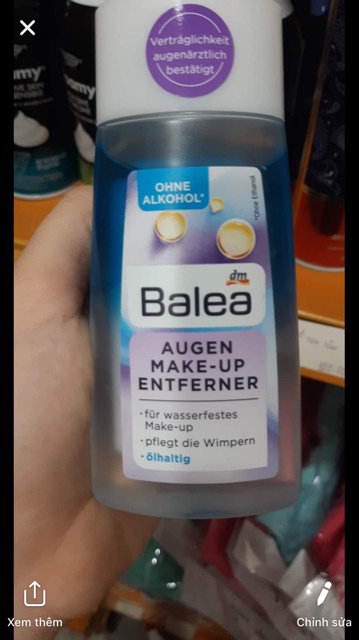 Verträglichkeit
augenärztlich
bestätigt
OHNE
ALKOHOL*
*Ohne Ethanol
dm
Balea
AUGEN
MAKE-UP
ENTFERNER
· für wasserfestes
Make-up
· pflegt die Wimpern
· ölhaltig
Xem thêm
Chỉnh sửa